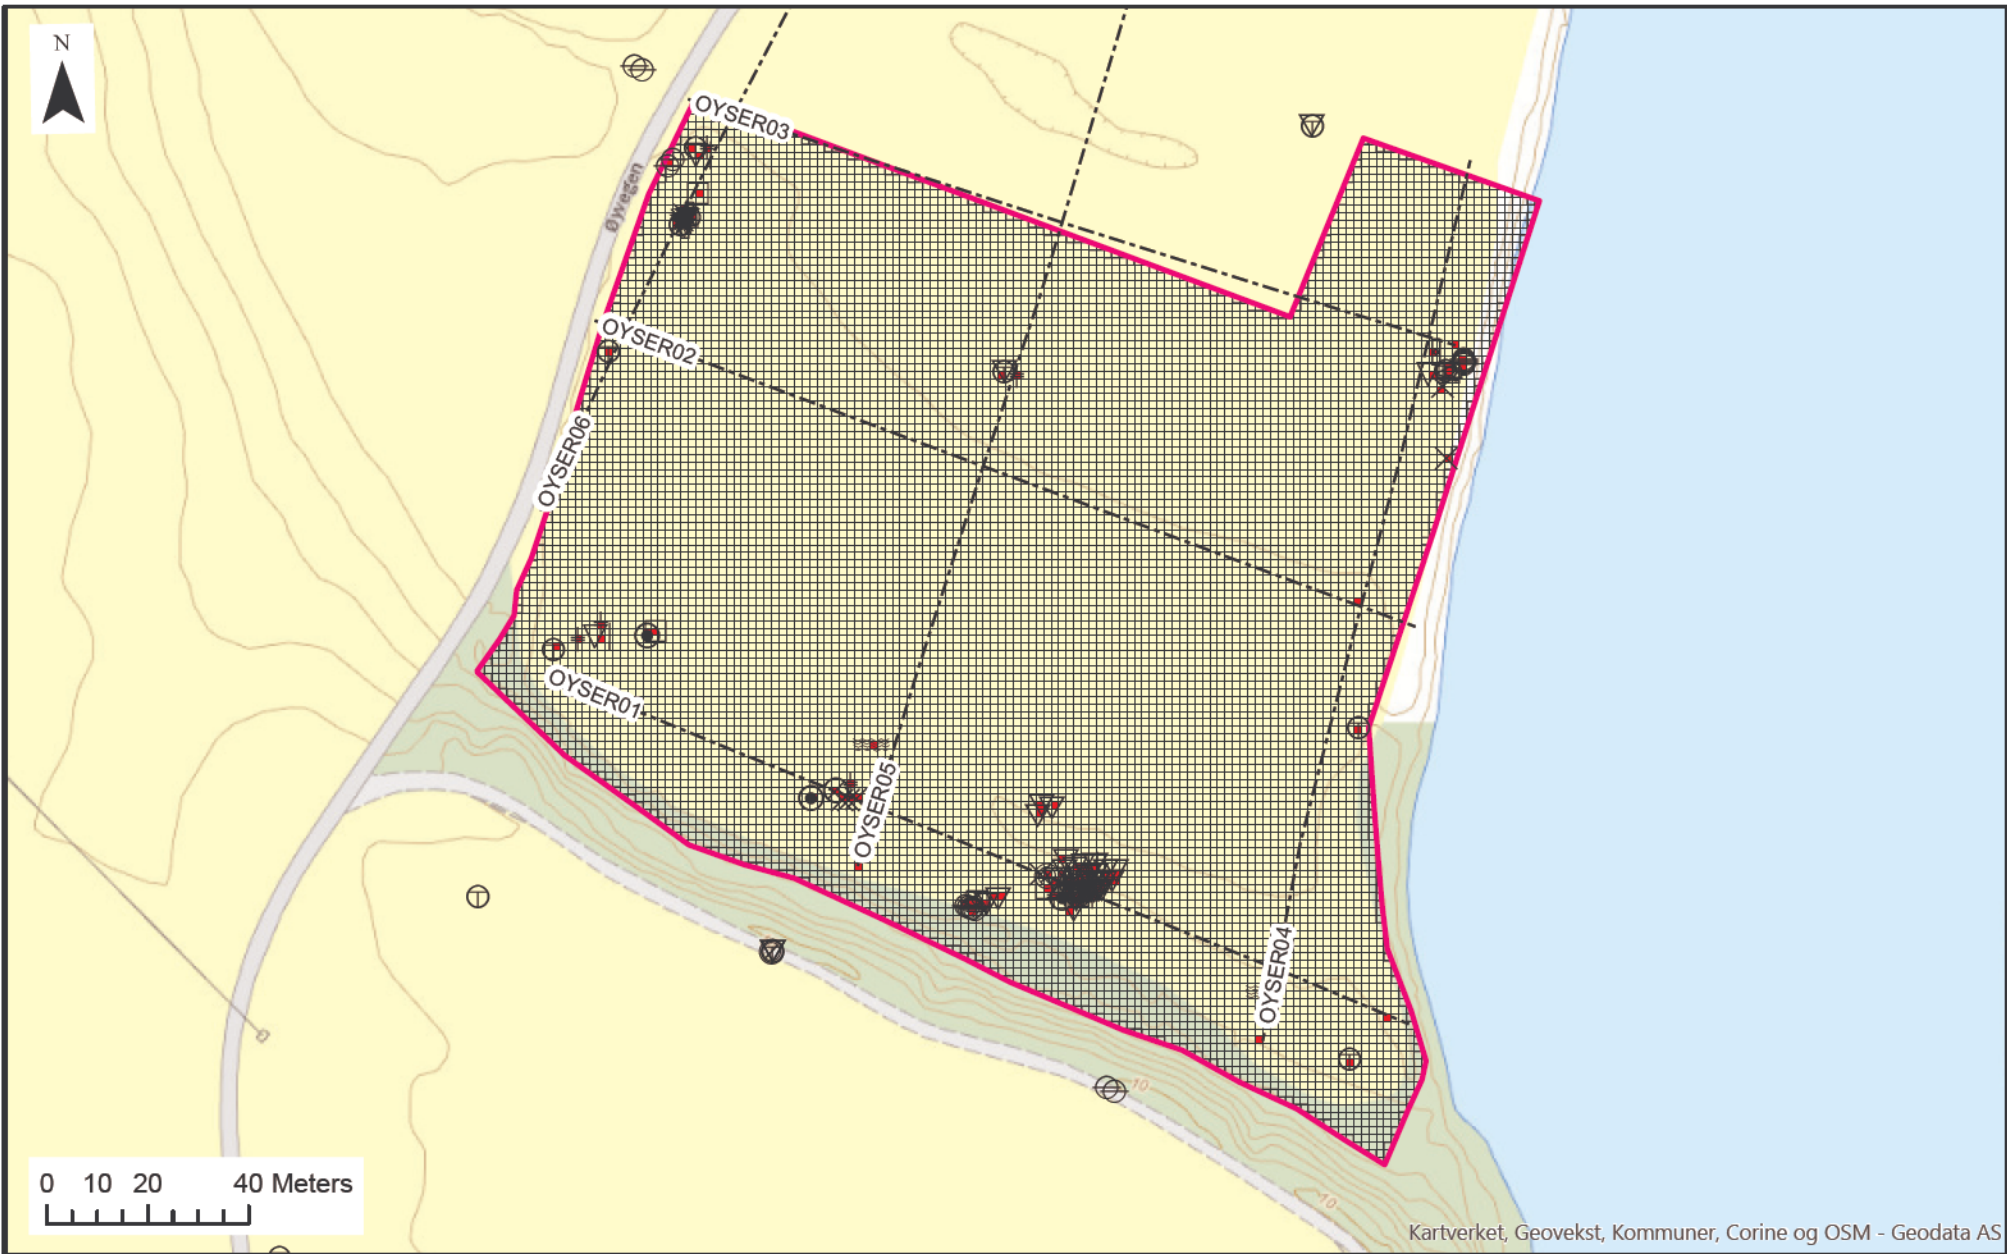 N
OYSER03
Øyvegen
OYSER02
OYSER06
OYSER01
OYSER05
OYSER04
10
10
0 10 20 40 Meters
Kartverket, Geovekst, Kommuner, Corine og OSM - Geodata AS